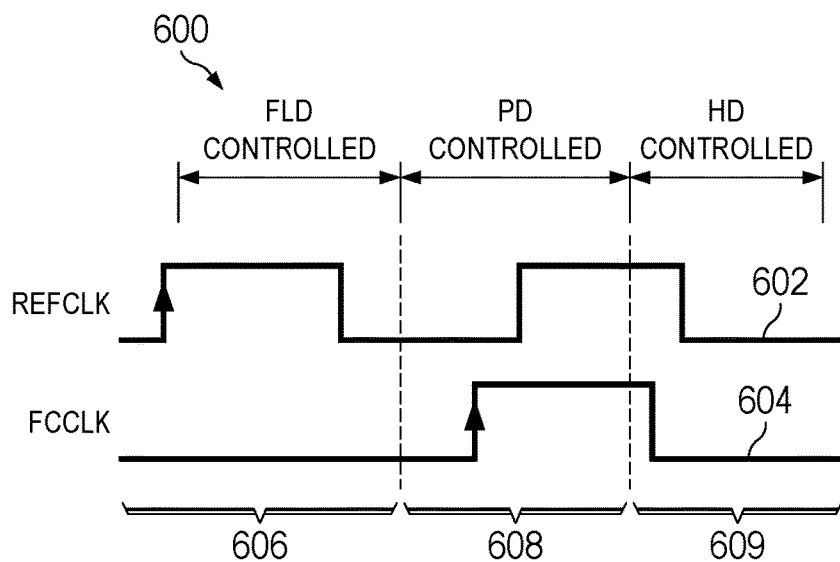 600
FLD
CONTROLLED
PD
CONTROLLED
HD
CONTROLLED
REFCLK
602
FCCLK
604
606
608
609